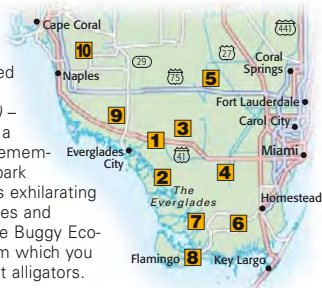 Cape Coral
441
10
29
27
Coral
Springs
ed
75
5
Naples
) –
Fort Lauderdale
a
9
Carol City
3
emem-
1
Everglades
City
41
Miami
park
2
4
s exhilarating
The
Everglades
es and
Homestead
7
6
e Buggy Eco-
m which you
Flamingo
8
Key Largo
t alligators.